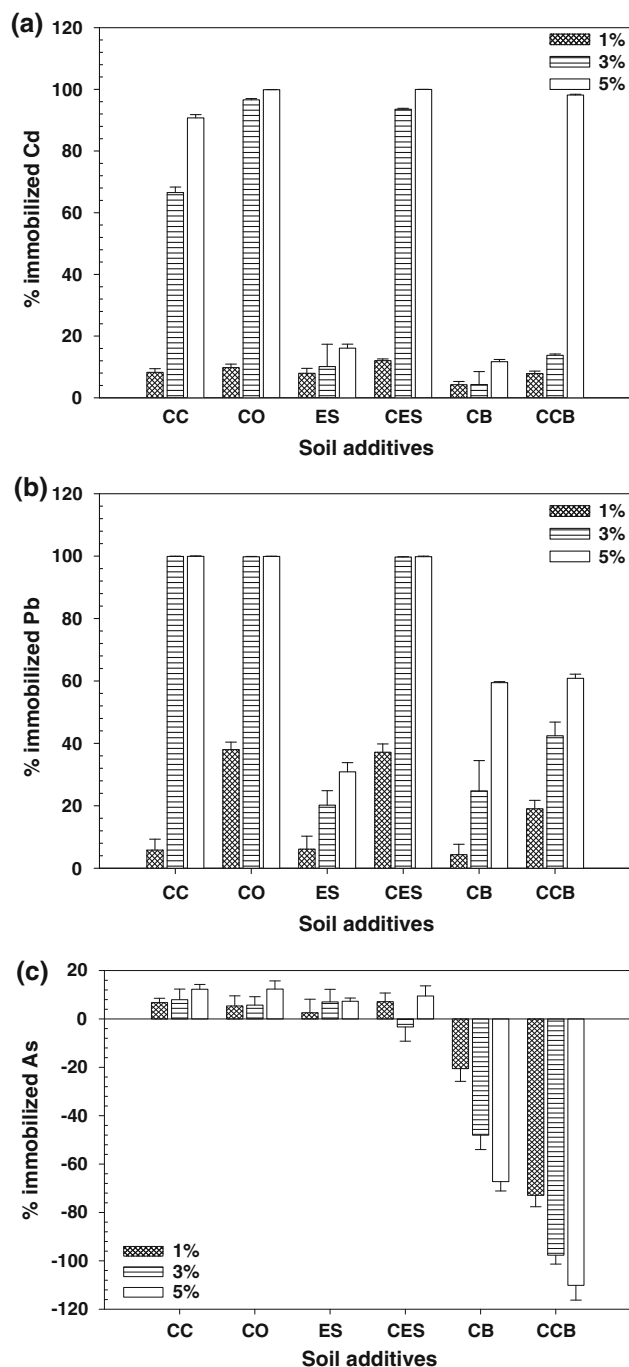 (a)
120
100
80
60
40
20
0
% immobilized Cd
1%
3%
5%
CC CO ES CES CB CCB
Soil additives
(b)
120
100
80
60
40
20
0
% immobilized Pb
1%
3%
5%
CC CO ES CES CB CCB
Soil additives
(c)
20
0
-20
-40
-60
-80
-100
-120
% immobilized As
1%
3%
5%
CC CO ES CES CB CCB
Soil additives